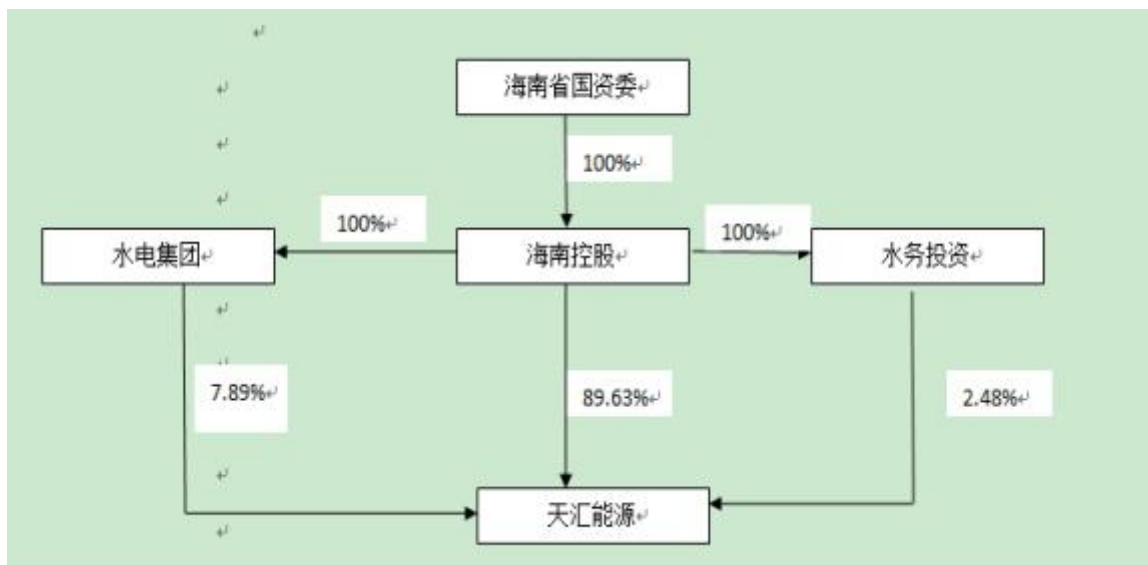 海南省国资委
100%
100%
100%
水电集团
海南控股
水务投资
7.89%
89.63%
2.48%
天汇能源